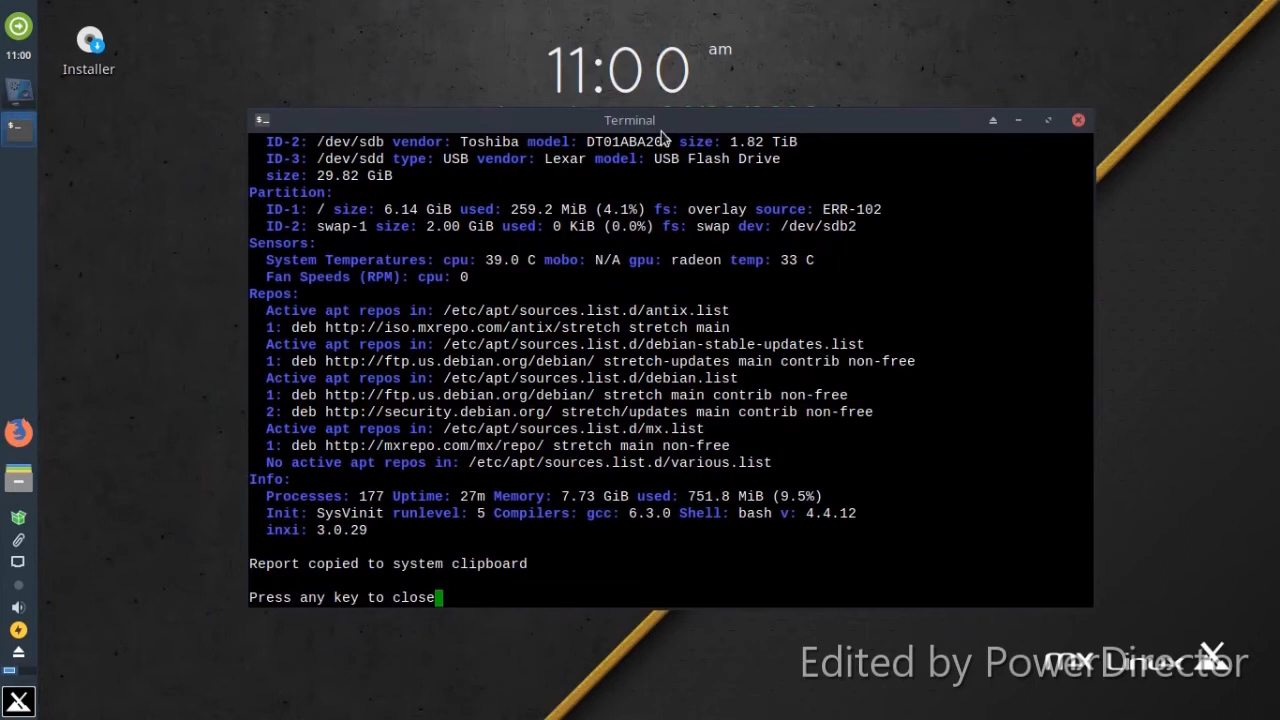 11:00
Installer
11:00 am
Terminal
ID-2: /dev/sdb vendor: Toshiba model: size: 1.82 TiB
ID-3: /dev/sdd type: USB vendor: Lexar model: USB Flash Drive
size: 29.82 GiB
Partition:
ID-1: / size: 6.14 GiB used: 259.2 MiB (4.1%) fs: overlay source: ERR-102
ID-2: swap-1 size: 2.00 GiB used: 0 KiB (0.0%) fs: swap dev: /dev/sdb2
Sensors:
System Temperatures: cpu: 39.0 C mobo: N/A gpu: radeon temp: 33 C
Fan Speeds (RPM): cpu: 0
Repos:
Active apt repos in: /etc/apt/sources.list.d/antix.list
1: deb http://iso.mxrepo.com/antix/stretch stretch main
Active apt repos in: /etc/apt/sources.list.d/debian-stable-updates.list
1: deb http://ftp.us.debian.org/debian/ stretch-updates main contrib non-free
Active apt repos in: /etc/apt/sources.list.d/debian.list
1: deb http://ftp.us.debian.org/debian/ stretch main contrib non-free
2: deb http://security.debian.org/ stretch/updates main contrib non-free
Active apt repos in: /etc/apt/sources.list.d/mx.list
1: deb http://mxrepo.com/mx/repo/ stretch main non-free
No active apt repos in: /etc/apt/sources.list.d/various.list
Info:
Processes: 177 Uptime: 27m Memory: 7.73 GiB used: 751.8 MiB (9.5%)
Init: SysVinit runlevel: 5 Compilers: gcc: 6.3.0 Shell: bash v: 4.4.12
inxi: 3.0.29
Report copied to system clipboard
Press any key to close
Edited by PowerDirector
mx Linux